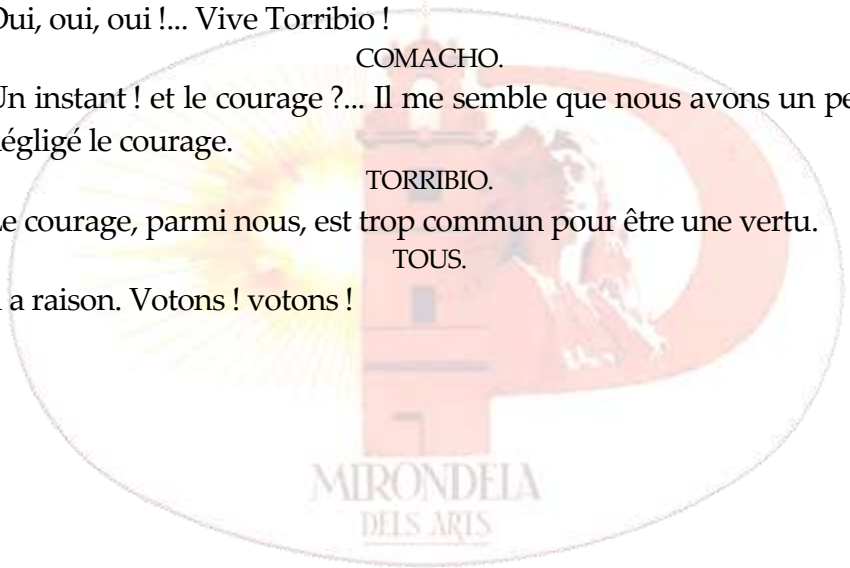 Oui, oui, oui !... Vive Torribio !
COMACHO.
Un instant ! et le courage ?... Il me semble que nous avons un pe
égligé le courage.
TORRIBIO.
Le courage, parmi nous, est trop commun pour être une vertu.
TOUS.
a raison. Votons ! votons !
MIRONDELA
DELS ARTS